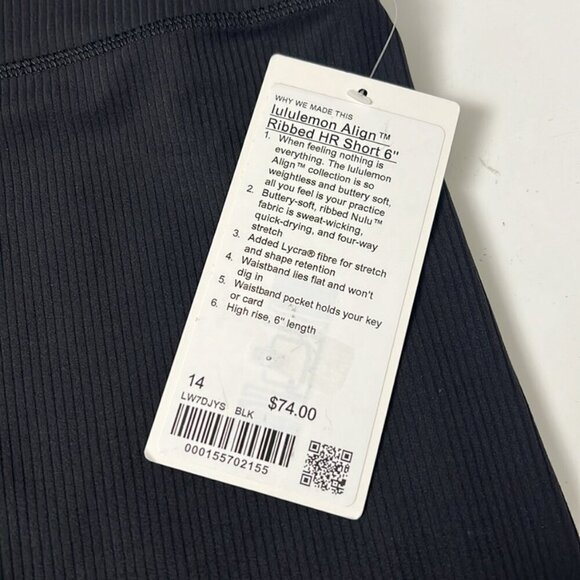 WHY WE MADE THIS
lululemon Align™
Ribbed HR Short 6"
1. When feeling nothing is
everything. The lululemon
Align™ collection is so
weightless and buttery soft,
all you feel is your practice
2. Buttery-soft, ribbed Nulu™
fabric is sweat-wicking,
quick-drying, and four-way
stretch
3. Added Lycra® fibre for stretch
and shape retention
4. Waistband lies flat and won't
dig in
5. Waistband pocket holds your key
or card
6. High rise, 6" length
14
$74.00
LW7DJYS BLK
000155702155